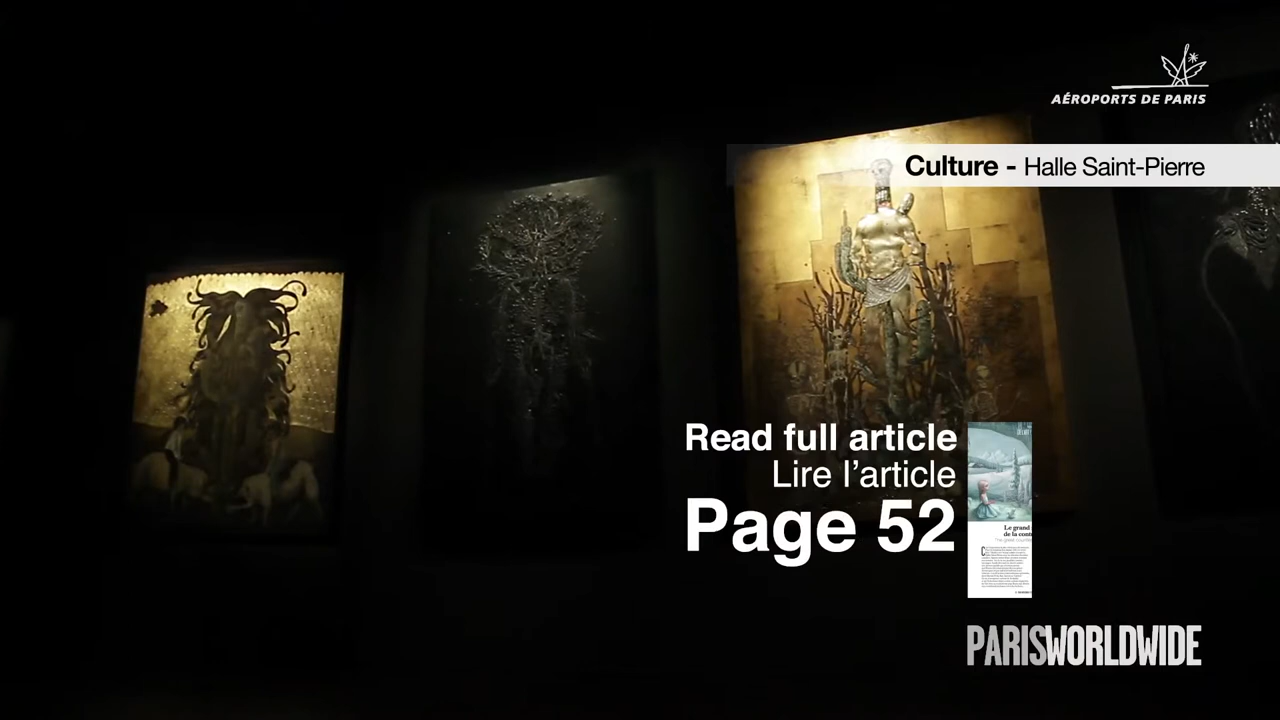 AÉROPORTS DE PARIS
Culture - Halle Saint-Pierre
Read full article
Lire l'article
Page 52
Le grand
de la cont
PARISWORLDWIDE